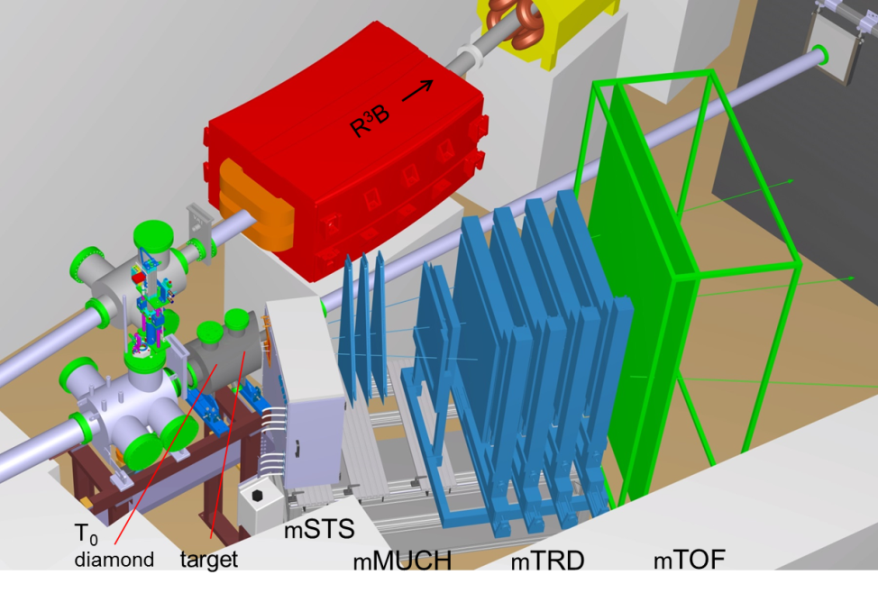 R³B
T₀
diamond
target
mSTS
mMUCH
mTRD
mTOF